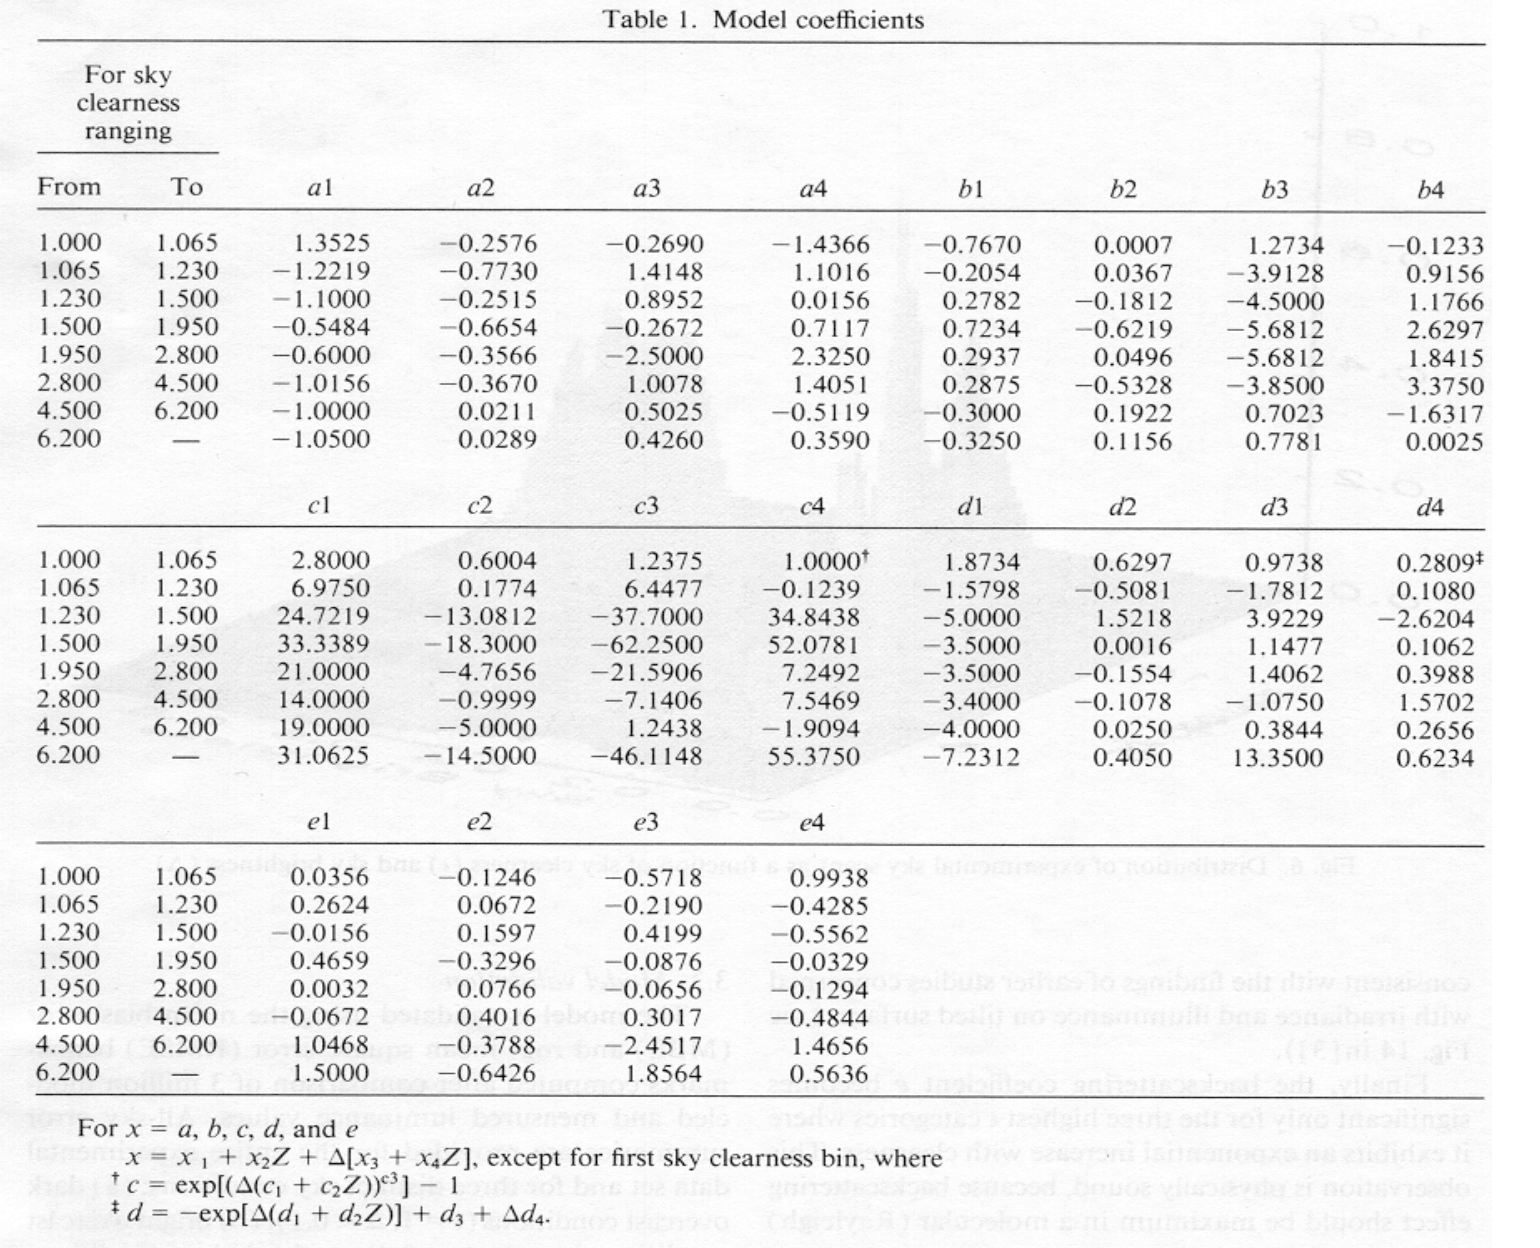 Table 1. Model coefficients
For sky
clearness
ranging
From To a1 a2 a3 a4 b1 b2 b3 b4
1.000 1.065 1.3525 −0.2576 −0.2690 −1.4366 −0.7670 0.0007 1.2734 −0.1233
1.065 1.230 −1.2219 −0.7730 1.4148 1.1016 −0.2054 0.0367 −3.9128 0.9156
1.230 1.500 −1.1000 −0.2515 0.8952 0.0156 0.2782 −0.1812 −4.5000 1.1766
1.500 1.950 −0.5484 −0.6654 −0.2672 0.7117 0.7234 −0.6219 −5.6812 2.6297
1.950 2.800 −0.6000 −0.3566 −2.5000 2.3250 0.2937 0.0496 −5.6812 1.8415
2.800 4.500 −1.0156 −0.3670 1.0078 1.4051 0.2875 −0.5328 −3.8500 3.3750
4.500 6.200 −1.0000 0.0211 0.5025 −0.5119 −0.3000 0.1922 0.7023 −1.6317
6.200 — −1.0500 0.0289 0.4260 0.3590 −0.3250 0.1156 0.7781 0.0025
c1 c2 c3 c4 d1 d2 d3 d4
1.000 1.065 2.8000 0.6004 1.2375 1.0000† 1.8734 0.6297 0.9738 0.2809‡
1.065 1.230 6.9750 0.1774 6.4477 −0.1239 −1.5798 −0.5081 −1.7812 0.1080
1.230 1.500 24.7219 −13.0812 −37.7000 34.8438 −5.0000 1.5218 3.9229 −2.6204
1.500 1.950 33.3389 −18.3000 −62.2500 52.0781 −3.5000 0.0016 1.1477 0.1062
1.950 2.800 21.0000 −4.7656 −21.5906 7.2492 −3.5000 −0.1554 1.4062 0.3988
2.800 4.500 14.0000 −0.9999 −7.1406 7.5469 −3.4000 −0.1078 −1.0750 1.5702
4.500 6.200 19.0000 −5.0000 1.2438 −1.9094 −4.0000 0.0250 0.3844 0.2656
6.200 — 31.0625 −14.5000 −46.1148 55.3750 −7.2312 0.4050 13.3500 0.6234
e1 e2 e3 e4
1.000 1.065 0.0356 −0.1246 −0.5718 0.9938
1.065 1.230 0.2624 0.0672 −0.2190 −0.4285
1.230 1.500 −0.0156 0.1597 0.4199 −0.5562
1.500 1.950 0.4659 −0.3296 −0.0876 −0.0329
1.950 2.800 0.0032 0.0766 −0.0656 −0.1294
2.800 4.500 −0.0672 0.4016 0.3017 −0.4844
4.500 6.200 1.0468 −0.3788 −2.4517 1.4656
6.200 — 1.5000 −0.6426 1.8564 0.5636
For x = a, b, c, d, and e
x = x₁ + x₂Z + Δ[x₃ + x₄Z], except for first sky clearness bin, where
† c = exp[(Δ(c₁ + c₂Z))ᶜ³] − 1
‡ d = −exp[Δ(d₁ + d₂Z)] + d₃ + Δd₄.